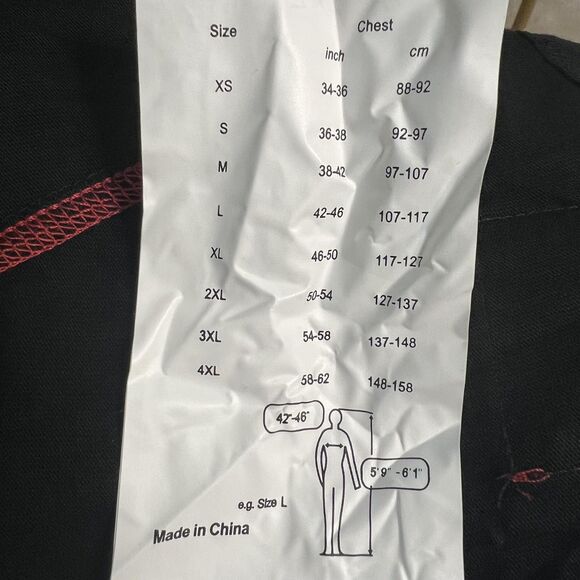 Size Chest
inch cm
XS 34-36 88-92
S 36-38 92-97
M 38-42 97-107
L 42-46 107-117
XL 46-50 117-127
2XL 50-54 127-137
3XL 54-58 137-148
4XL 58-62 148-158
42"-46"
5'9" -6'1"
e.g. Size L
Made in China